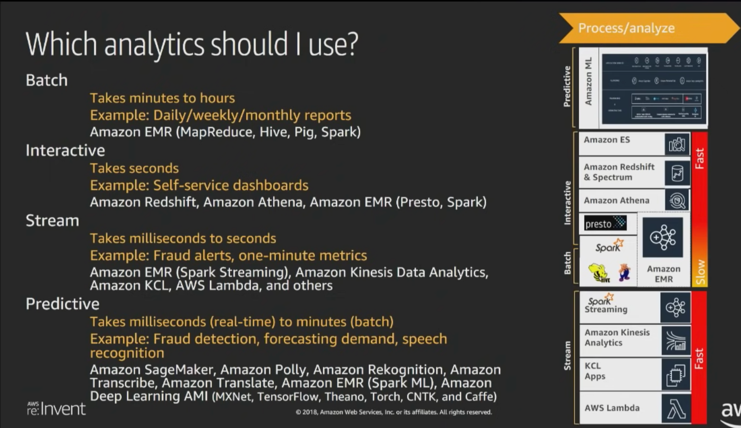 Which analytics should I use?
Batch
Takes minutes to hours
Example: Daily/weekly/monthly reports
Amazon EMR (MapReduce, Hive, Pig, Spark)
Interactive
Takes seconds
Example: Self-service dashboards
Amazon Redshift, Amazon Athena, Amazon EMR (Presto, Spark)
Stream
Takes milliseconds to seconds
Example: Fraud alerts, one-minute metrics
Amazon EMR (Spark Streaming), Amazon Kinesis Data Analytics,
Amazon KCL, AWS Lambda, and others
Predictive
Takes milliseconds (real-time) to minutes (batch)
Example: Fraud detection, forecasting demand, speech
recognition
Amazon SageMaker, Amazon Polly, Amazon Rekognition, Amazon
Transcribe, Amazon Translate, Amazon EMR (Spark ML), Amazon
Deep Learning AMI (MXNet, TensorFlow, Theano, Torch, CNTK, and Caffe)
AWS
re:Invent
© 2018, Amazon Web Services, Inc. or its affiliates. All rights reserved.
Process/analyze
Predictive
Amazon ML
Interactive
Amazon ES
Amazon Redshift
& Spectrum
Amazon Athena
presto
Batch
Spark
HIVE
Amazon
EMR
Fast
Slow
Stream
Spark
Streaming
Amazon Kinesis
Analytics
KCL
Apps
AWS Lambda
Fast
aw